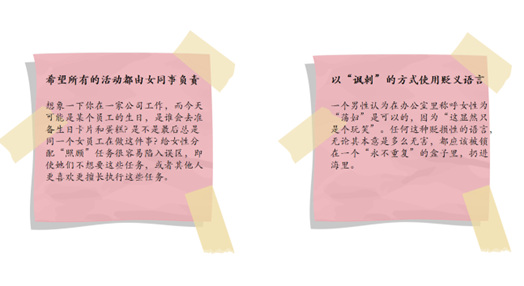 希望所有的活动都由女同事负责
想象一下你在一家公司工作，而今天
可能是某个员工的生日，是谁会去准
备生日卡片和蛋糕？是不是最后总是
同一个女员工在做这件事？给女性分
配“照顾”任务很容易陷入误区，即
使她们不想要这些任务，或者其他人
更喜欢更擅长执行这些任务。
以“讽刺”的方式使用贬义语言
一个男性认为在办公室里称呼女性为
“荡妇”是可以的，因为“这显然只
是个玩笑”。任何这种贬损性的语言，
无论其本意是多么无害，都应该被锁
在一个“永不重复”的盒子里，扔进
海里。